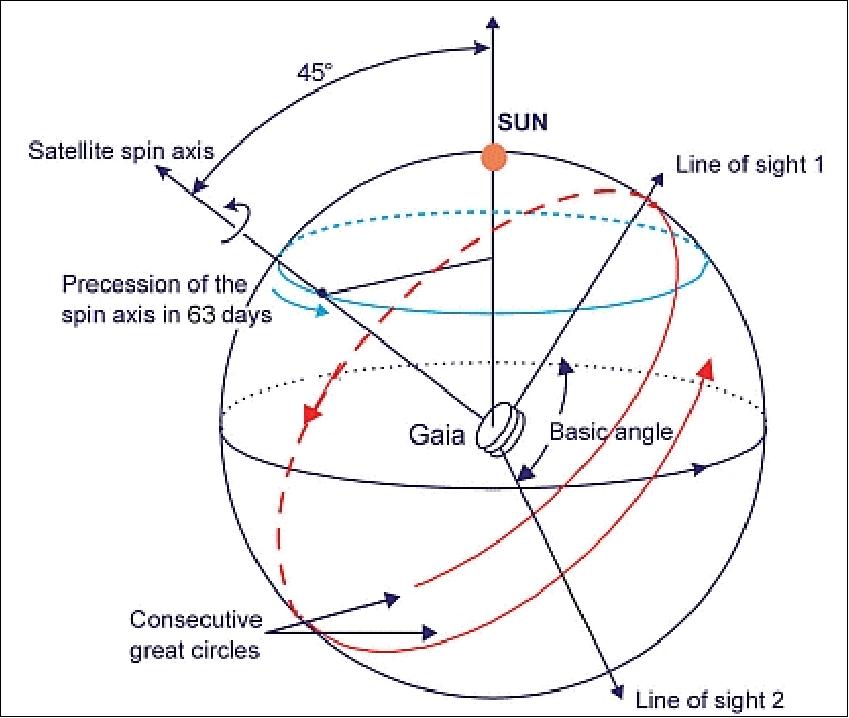 45°
SUN
Satellite spin axis
Line of sight 1
Precession of the
spin axis in 63 days
Gaia
Basic angle
Consecutive
great circles
Line of sight 2